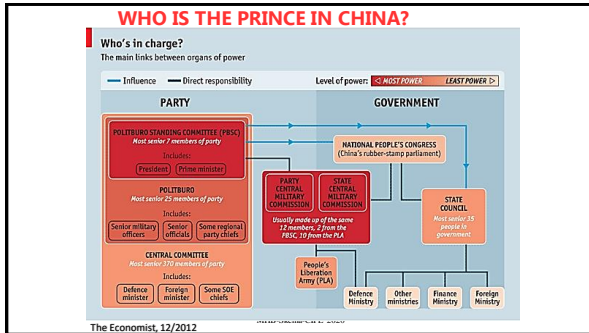 WHO IS THE PRINCE IN CHINA?
Who's in charge?
The main links between organs of power
Influence
Direct responsibility
Level of power:
◁ MOST POWER
LEAST POWER ▷
PARTY
GOVERNMENT
POLITBURO STANDING COMMITTEE (PBSC)
Most senior 7 members of party
Includes:
President
Prime minister
POLITBURO
Most senior 25 members of party
Includes:
Senior military
officers
Senior
officials
Some regional
party chiefs
CENTRAL COMMITTEE
Most senior 370 members of party
Includes:
Defence
minister
Foreign
minister
Some SOE
chiefs
NATIONAL PEOPLE'S CONGRESS
(China's rubber-stamp parliament)
PARTY
CENTRAL
MILITARY
COMMISSION
STATE
CENTRAL
MILITARY
COMMISSION
Usually made up of the same
12 members, 2 from the
PBSC, 10 from the PLA
STATE
COUNCIL
Most senior 35
people in
government
People's
Liberation
Army (PLA)
Defence
Ministry
Other
ministries
Finance
Ministry
Foreign
Ministry
2020
The Economist, 12/2012